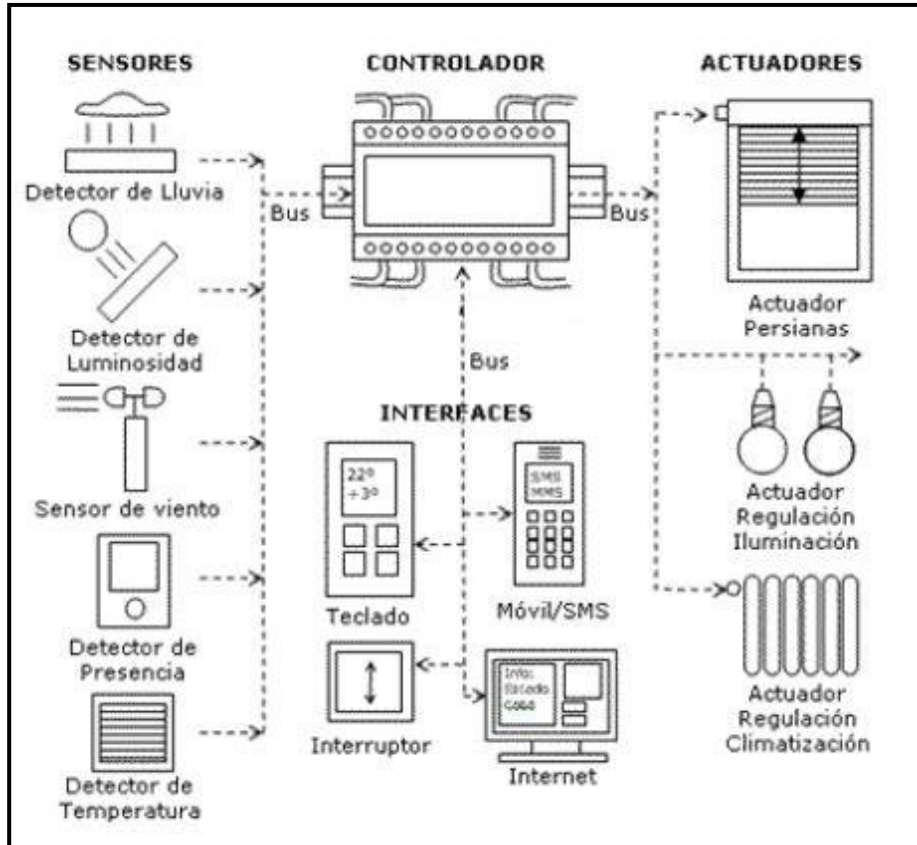 SENSORES
Detector de Lluvia
Detector de
Luminosidad
Sensor de viento
Detector de
Presencia
Detector de
Temperatura
CONTROLADOR
Bus
Bus
Bus
INTERFACES
22º
+3º
Teclado
SMS
MMS
Móvil/SMS
Interruptor
Info:
Estado
Casa
Internet
ACTUADORES
Actuador
Persianas
Actuador
Regulación
Iluminación
Actuador
Regulación
Climatización